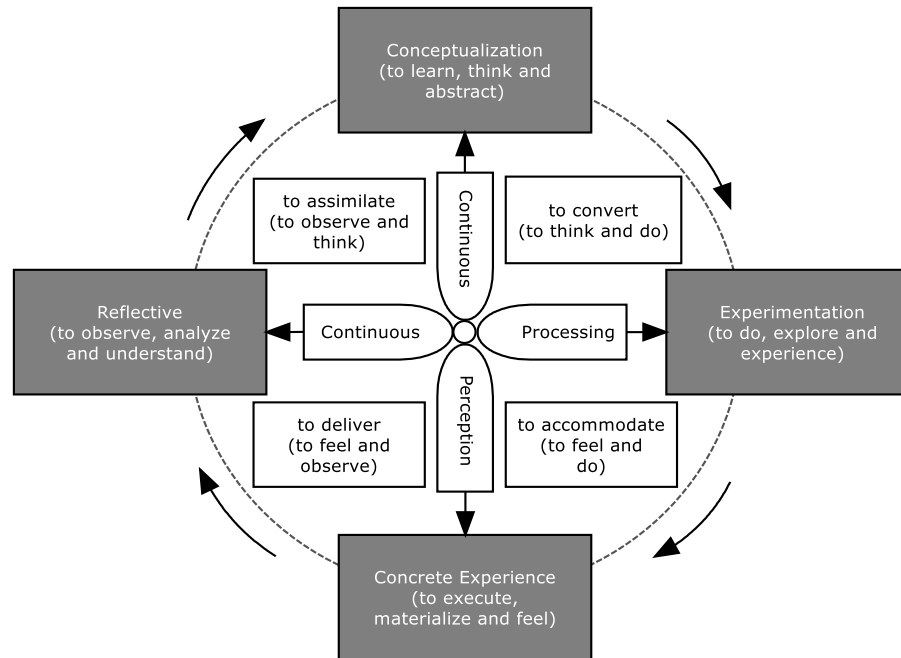 Conceptualization
(to learn, think and
abstract)
to assimilate
(to observe and
think)
Continuous
to convert
(to think and do)
Reflective
(to observe, analyze
and understand)
Continuous
Processing
Experimentation
(to do, explore and
experience)
to deliver
(to feel and
observe)
Perception
to accommodate
(to feel and
do)
Concrete Experience
(to execute,
materialize and feel)